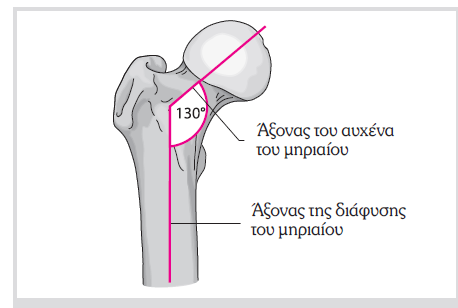 130°
Άξονας του αυχένα
του μηριαίου
Άξονας της διάφυσης
του μηριαίου